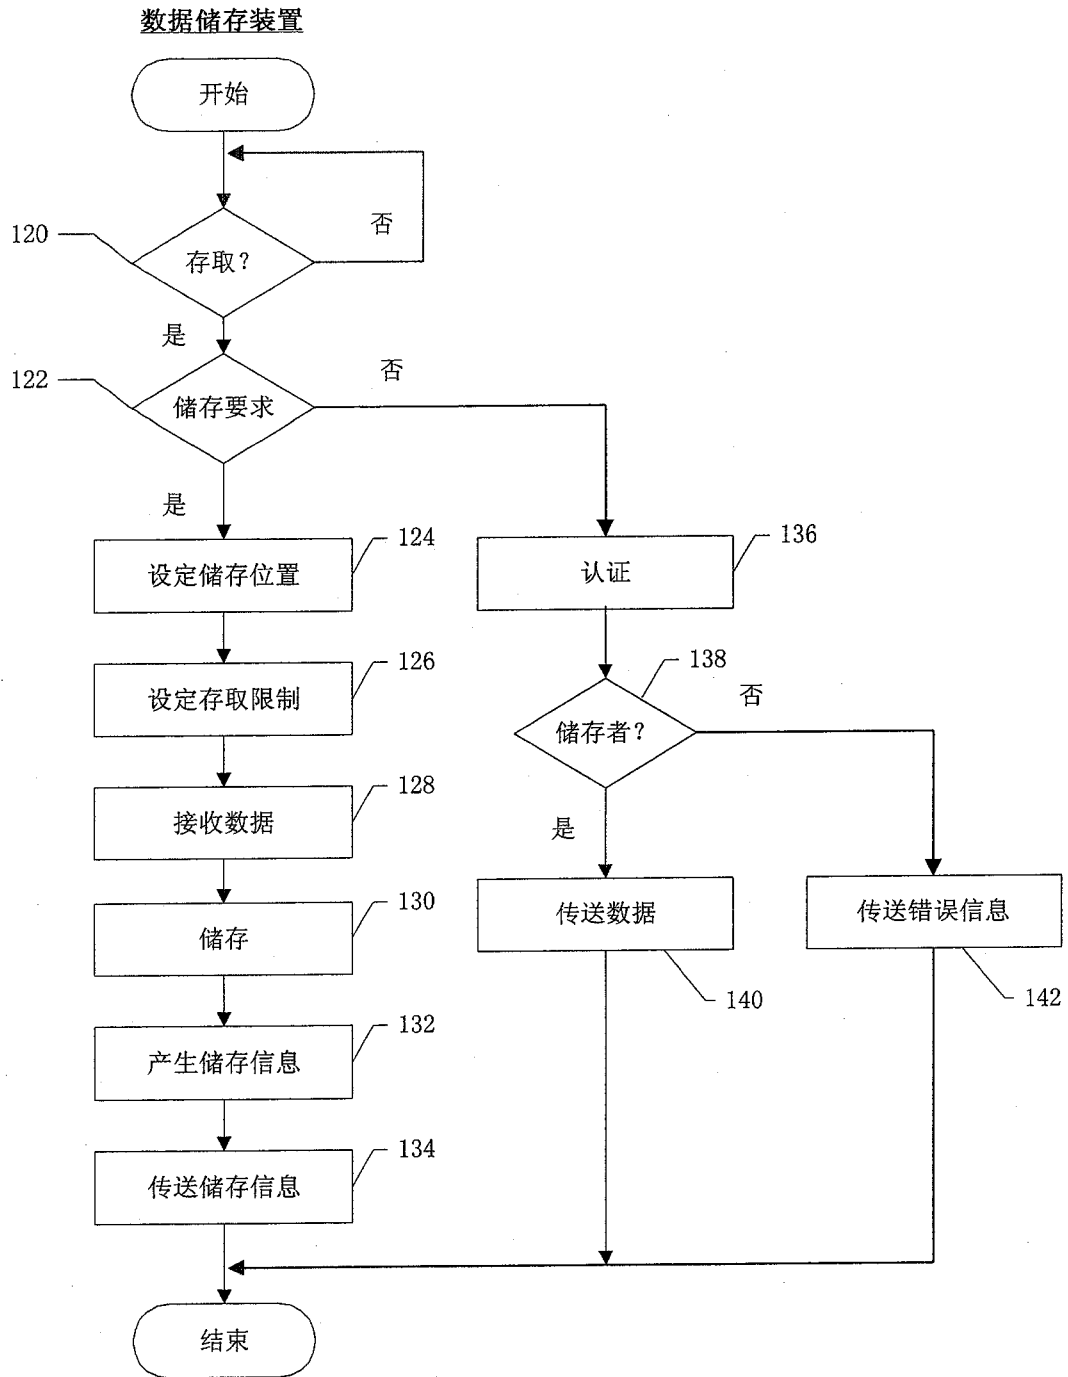 数据储存装置
开始
否
120
存取？
是
否
122
储存要求
是
124
设定储存位置
136
认证
126
设定存取限制
138
否
储存者？
128
接收数据
是
130
储存
传送数据
传送错误信息
140
142
132
产生储存信息
134
传送储存信息
结束